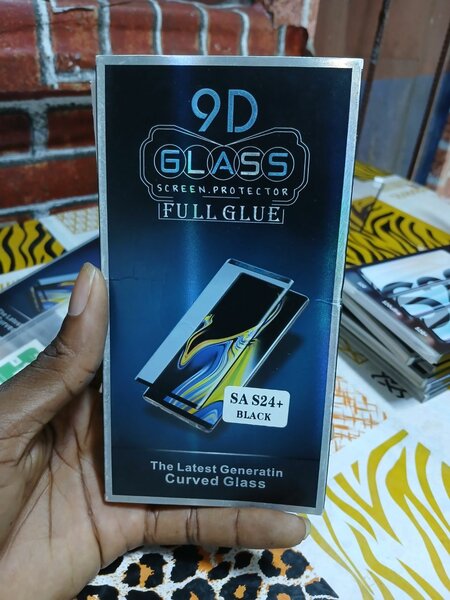 9D
GLASS
SCREEN.PROTECTOR
FULL GLUE
SA S24+
BLACK
The Latest Generatin
Curved Glass